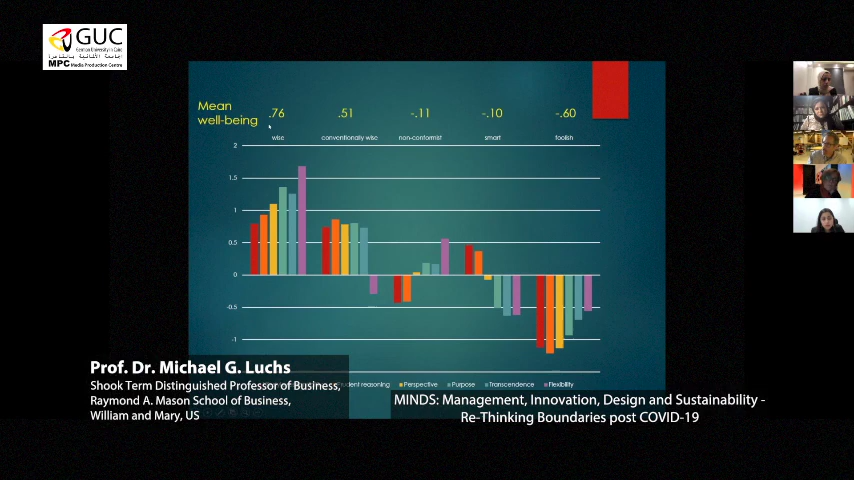 GUC
German University in Cairo
الجامعة الألمانية بالقاهرة
MPC Media Production Centre
Mean
well-being
.76 .51 -.11 -.10 -.60
wise conventionally wise non-conformist smart foolish
2
1.5
1
0.5
0
-0.5
-1
reasoning Perspective Purpose Transcendence Flexibility
Prof. Dr. Michael G. Luchs
Shook Term Distinguished Professor of Business,
Raymond A. Mason School of Business,
William and Mary, US
MINDS: Management, Innovation, Design and Sustainability -
Re-Thinking Boundaries post COVID-19